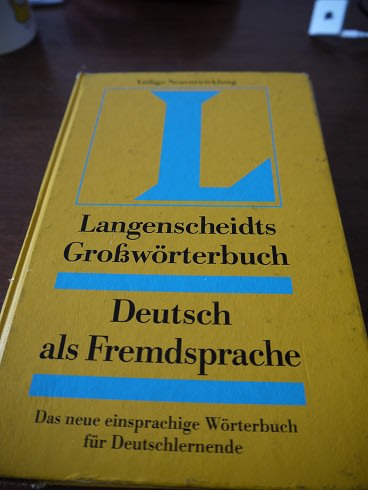 Völlige Neuentwicklung
L
Langenscheidts
Großwörterbuch
Deutsch
als Fremdsprache
Das neue einsprachige Wörterbuch
für Deutschlernende